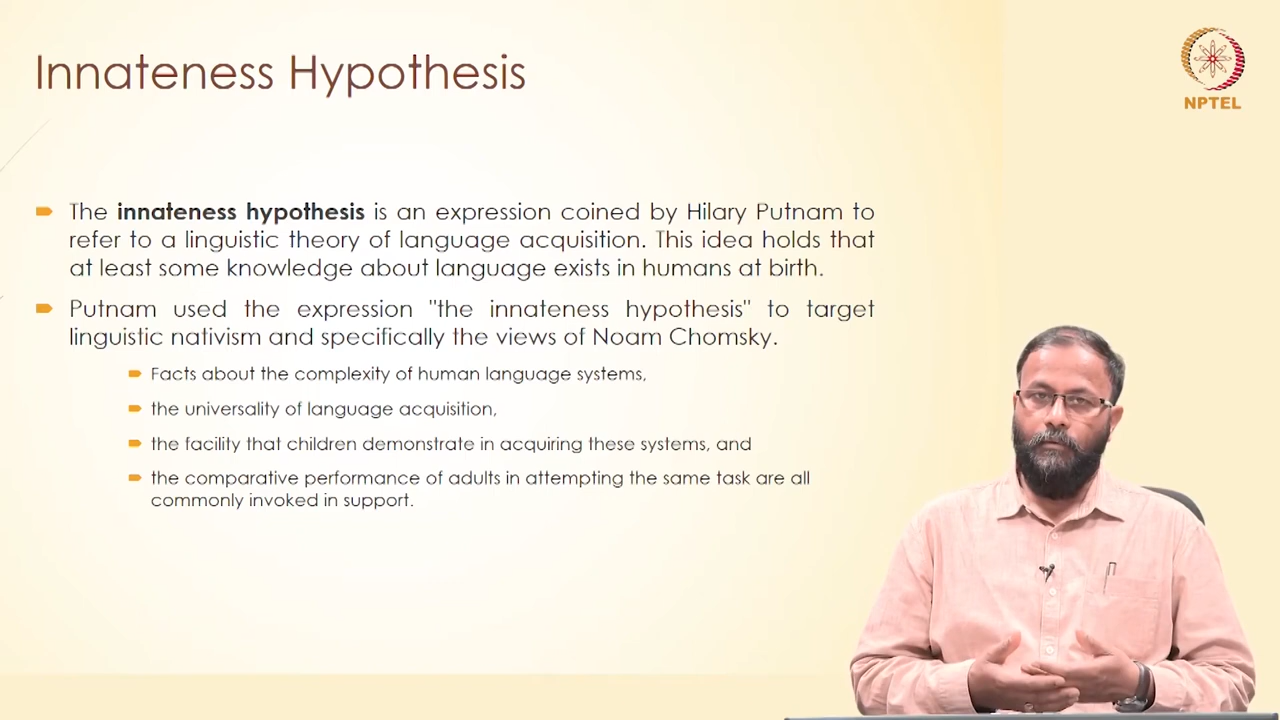 Innateness Hypothesis
NPTEL
The innateness hypothesis is an expression coined by Hilary Putnam to
refer to a linguistic theory of language acquisition. This idea holds that
at least some knowledge about language exists in humans at birth.
Putnam used the expression "the innateness hypothesis" to target
linguistic nativism and specifically the views of Noam Chomsky.
Facts about the complexity of human language systems,
the universality of language acquisition,
the facility that children demonstrate in acquiring these systems, and
the comparative performance of adults in attempting the same task are all
commonly invoked in support.